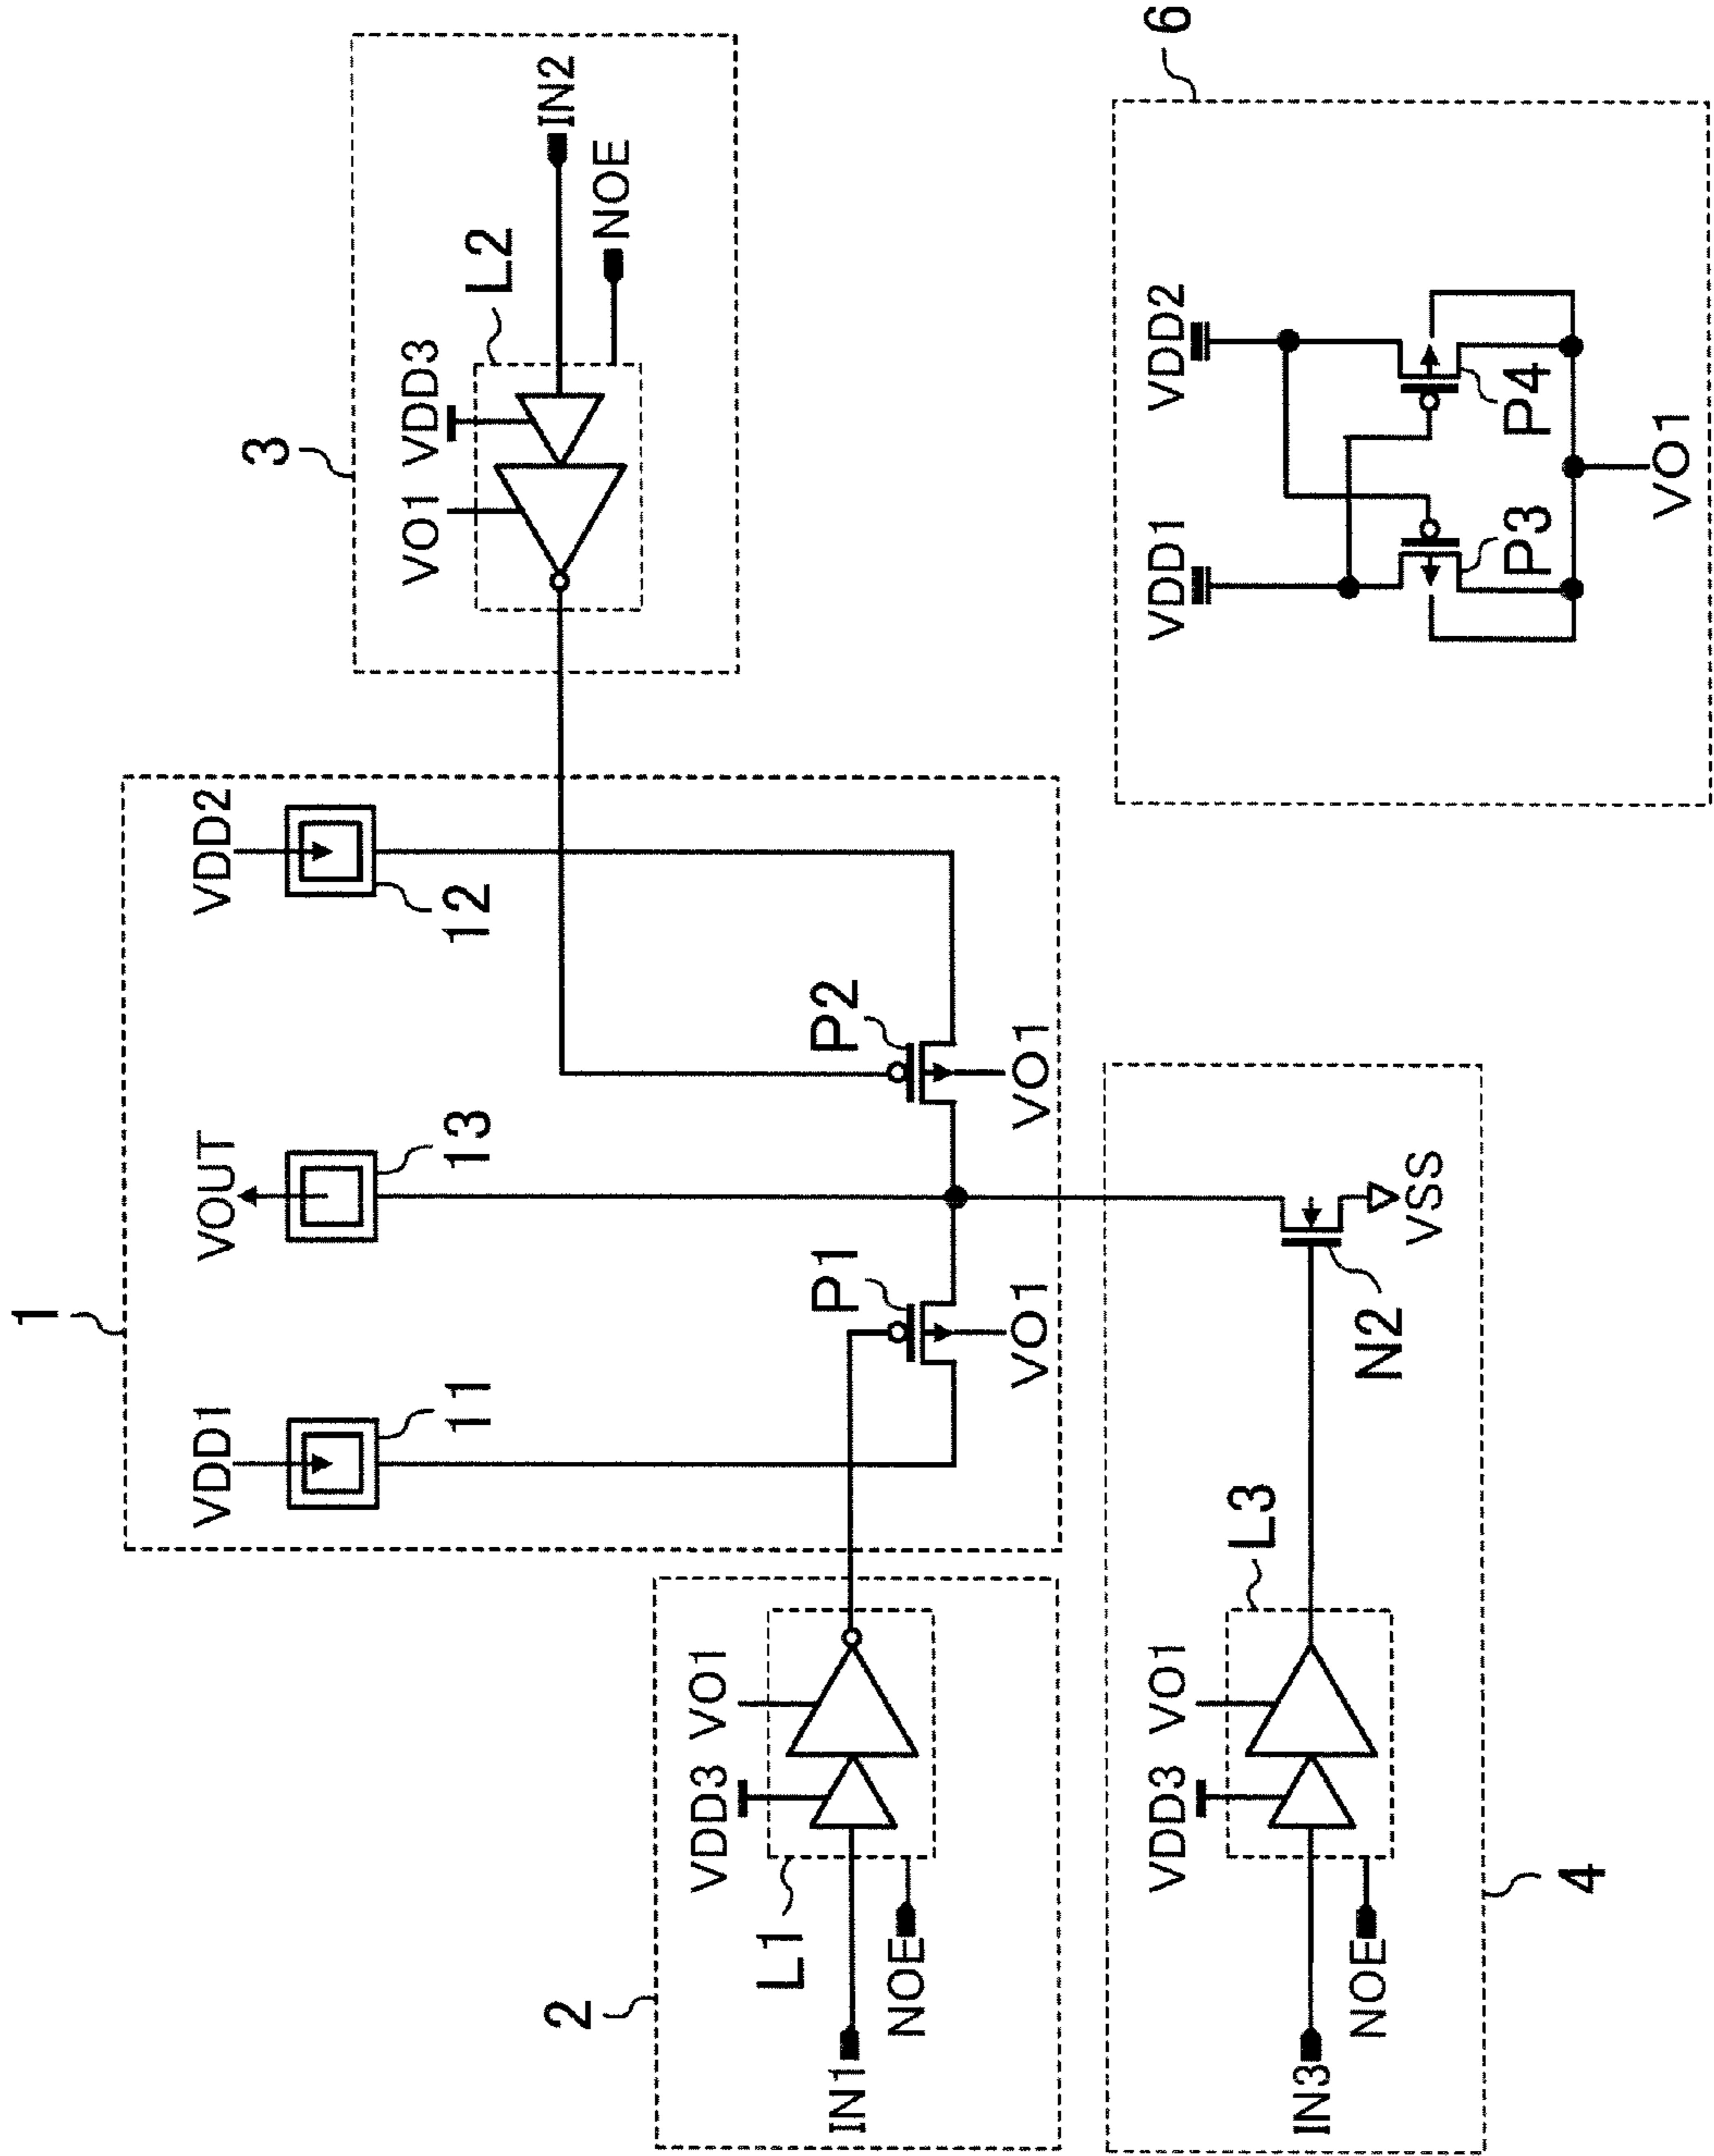 1
VDD1
VOUT
VDD2
11
13
12
P1
P2
VO1
VO1
2
VDD3
VO1
L1
IN1
NOE
3
VO1
VDD3
L2
IN2
NOE
VDD3
VO1
L3
IN3
NOE
N2
VSS
4
6
VDD1
VDD2
P3
P4
VO1